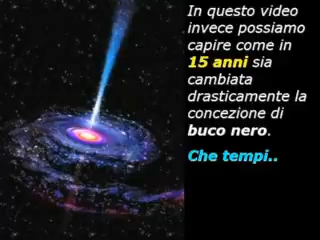 In questo video
invece possiamo
capire come in
15 anni sia
cambiata
drasticamente la
concezione di
buco nero.
Che tempi..